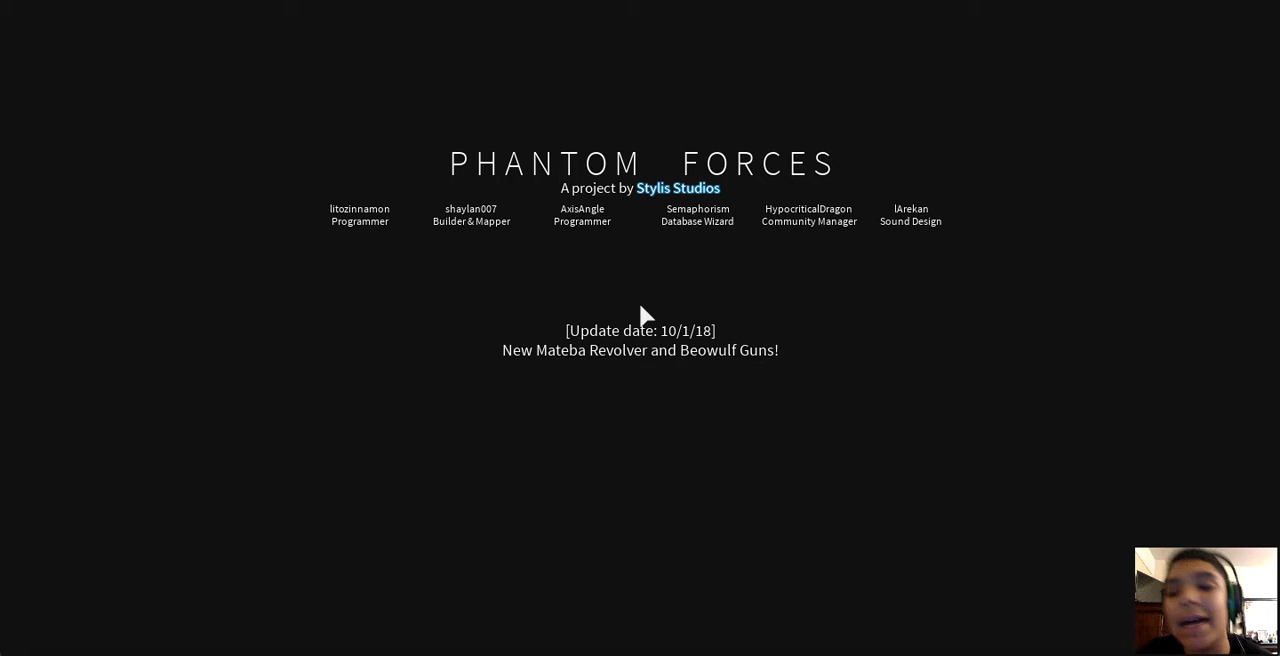 PHANTOM FORCES
A project by Stylis Studios
litozinnamon shaylan007 AxisAngle Semaphorism HypocriticalDragon lArekan
Programmer Builder & Mapper Programmer Database Wizard Community Manager Sound Design
[Update date: 10/1/18]
New Mateba Revolver and Beowulf Guns!